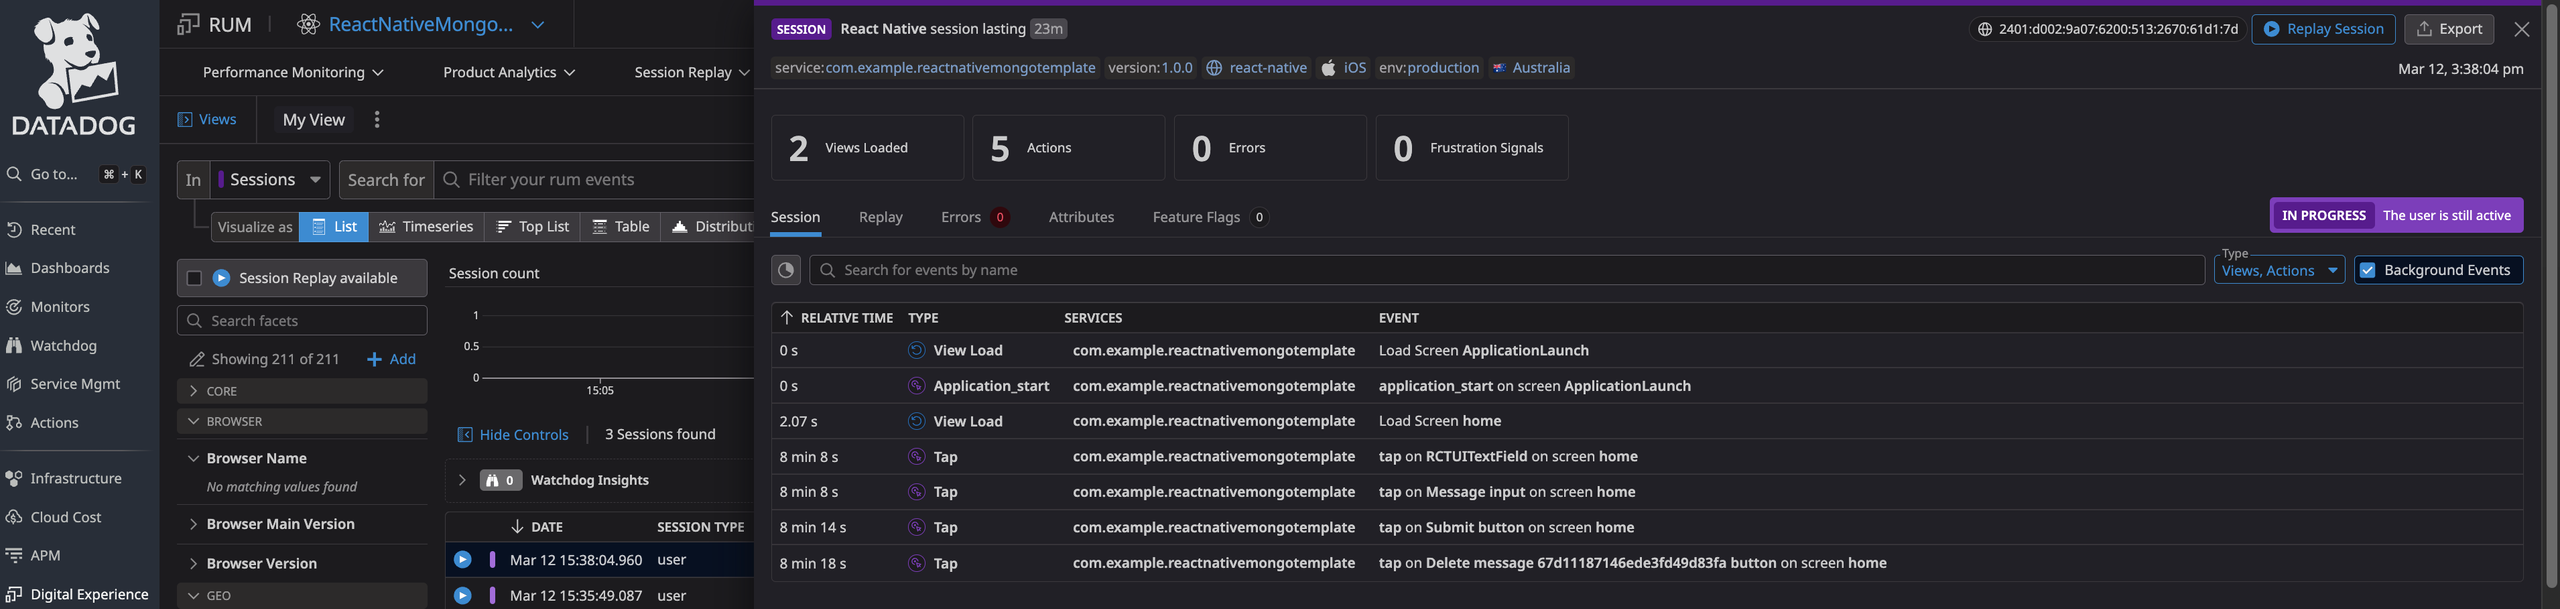 DATADOG
Go to... ⌘ + K
Recent
Dashboards
Monitors
Watchdog
Service Mgmt
Actions
Infrastructure
Cloud Cost
APM
Digital Experience
RUM
ReactNativeMongo...
Performance Monitoring
Product Analytics
Session Replay
Views
My View
In Sessions Search for Filter your rum events
Visualize as List Timeseries Top List Table Distribut
Session Replay available
Search facets
Showing 211 of 211 + Add
CORE
BROWSER
Browser Name
No matching values found
Browser Main Version
Browser Version
GEO
Session count
1
0.5
0
15:05
Hide Controls 3 Sessions found
0 Watchdog Insights
DATE SESSION TYPE
Mar 12 15:38:04.960 user
Mar 12 15:35:49.087 user
SESSION React Native session lasting 23m
2401:d002:9a07:6200:513:2670:61d1:7d Replay Session Export
service:com.example.reactnativemongotemplate version:1.0.0 react-native iOS env:production Australia
Mar 12, 3:38:04 pm
2 Views Loaded
5 Actions
0 Errors
0 Frustration Signals
Session Replay Errors 0 Attributes Feature Flags 0
IN PROGRESS The user is still active
Search for events by name
Type
Views, Actions
Background Events
RELATIVE TIME TYPE SERVICES EVENT
0 s View Load com.example.reactnativemongotemplate Load Screen ApplicationLaunch
0 s Application_start com.example.reactnativemongotemplate application_start on screen ApplicationLaunch
2.07 s View Load com.example.reactnativemongotemplate Load Screen home
8 min 8 s Tap com.example.reactnativemongotemplate tap on RCTUITextField on screen home
8 min 8 s Tap com.example.reactnativemongotemplate tap on Message input on screen home
8 min 14 s Tap com.example.reactnativemongotemplate tap on Submit button on screen home
8 min 18 s Tap com.example.reactnativemongotemplate tap on Delete message 67d11187146ede3fd49d83fa button on screen home